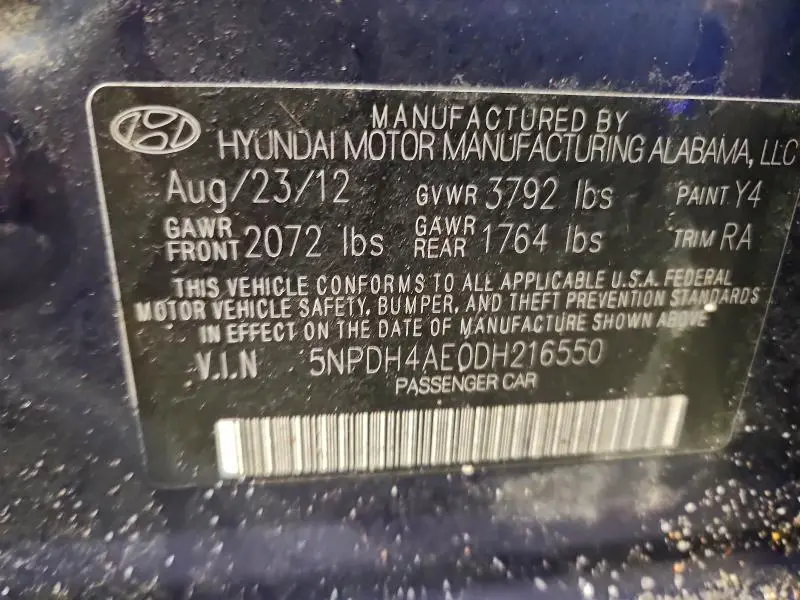 MANUFACTURED BY
HYUNDAI MOTOR MANUFACTURING ALABAMA, LLC
Aug/23/12 GVWR 3792 lbs PAINT Y4
GAWR FRONT 2072 lbs GAWR REAR 1764 lbs TRIM RA
THIS VEHICLE CONFORMS TO ALL APPLICABLE U.S.A. FEDERAL
MOTOR VEHICLE SAFETY, BUMPER, AND THEFT PREVENTION STANDARDS
IN EFFECT ON THE DATE OF MANUFACTURE SHOWN ABOVE
V.I.N 5NPDH4AE0DH216550
PASSENGER CAR